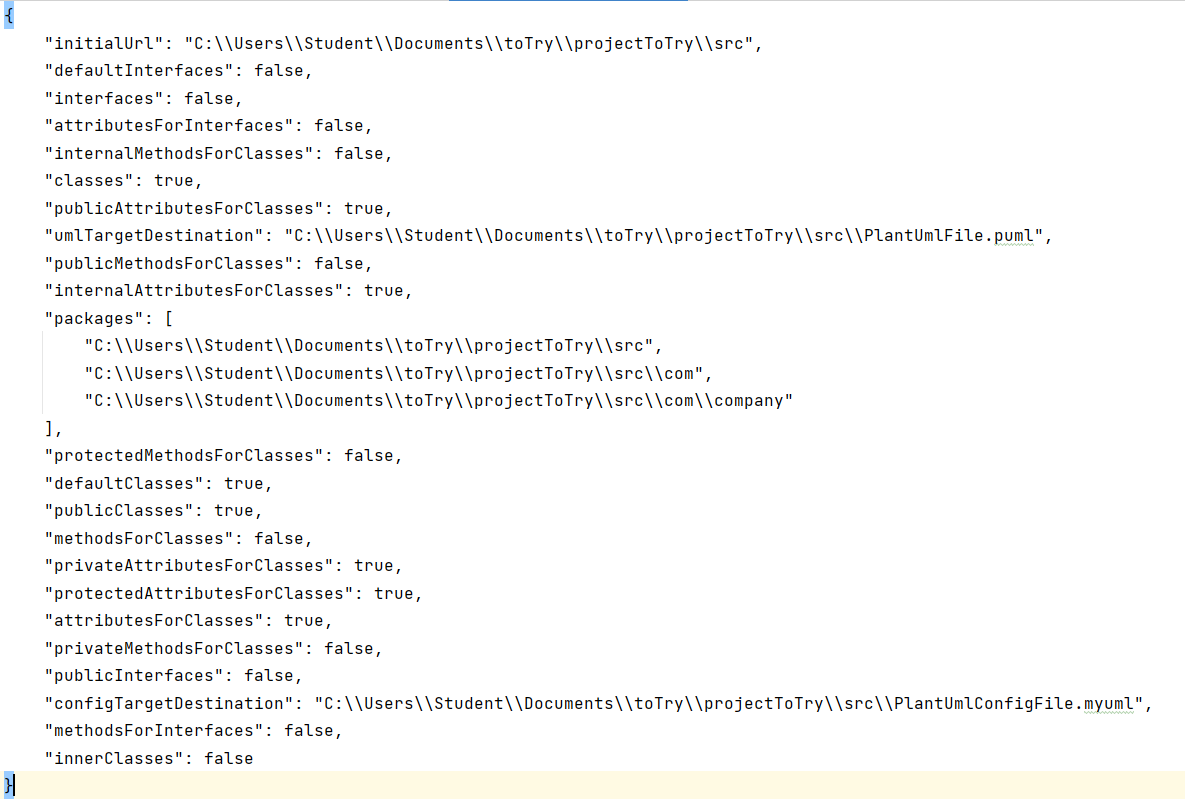 {
    "initialUrl": "C:\\Users\\Student\\Documents\\toTry\\projectToTry\\src",
    "defaultInterfaces": false,
    "interfaces": false,
    "attributesForInterfaces": false,
    "internalMethodsForClasses": false,
    "classes": true,
    "publicAttributesForClasses": true,
    "umlTargetDestination": "C:\\Users\\Student\\Documents\\toTry\\projectToTry\\src\\PlantUmlFile.puml",
    "publicMethodsForClasses": false,
    "internalAttributesForClasses": true,
    "packages": [
        "C:\\Users\\Student\\Documents\\toTry\\projectToTry\\src",
        "C:\\Users\\Student\\Documents\\toTry\\projectToTry\\src\\com",
        "C:\\Users\\Student\\Documents\\toTry\\projectToTry\\src\\com\\company"
    ],
    "protectedMethodsForClasses": false,
    "defaultClasses": true,
    "publicClasses": true,
    "methodsForClasses": false,
    "privateAttributesForClasses": true,
    "protectedAttributesForClasses": true,
    "attributesForClasses": true,
    "privateMethodsForClasses": false,
    "publicInterfaces": false,
    "configTargetDestination": "C:\\Users\\Student\\Documents\\toTry\\projectToTry\\src\\PlantUmlConfigFile.myuml",
    "methodsForInterfaces": false,
    "innerClasses": false
}